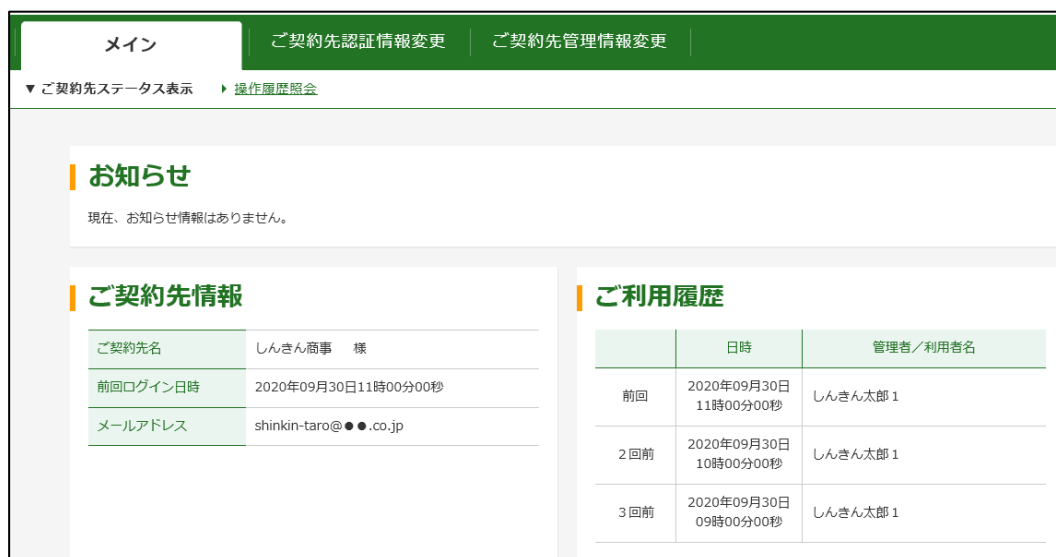 メイン
ご契約先認証情報変更
ご契約先管理情報変更
▼ ご契約先ステータス表示
操作履歴照会
お知らせ
現在、お知らせ情報はありません。
ご契約先情報
ご契約先名 しんきん商事 様
前回ログイン日時 2020年09月30日11時00分00秒
メールアドレス shinkin-taro@●●.co.jp
ご利用履歴
日時 管理者／利用者名
前回 2020年09月30日
11時00分00秒 しんきん太郎1
2回前 2020年09月30日
10時00分00秒 しんきん太郎1
3回前 2020年09月30日
09時00分00秒 しんきん太郎1